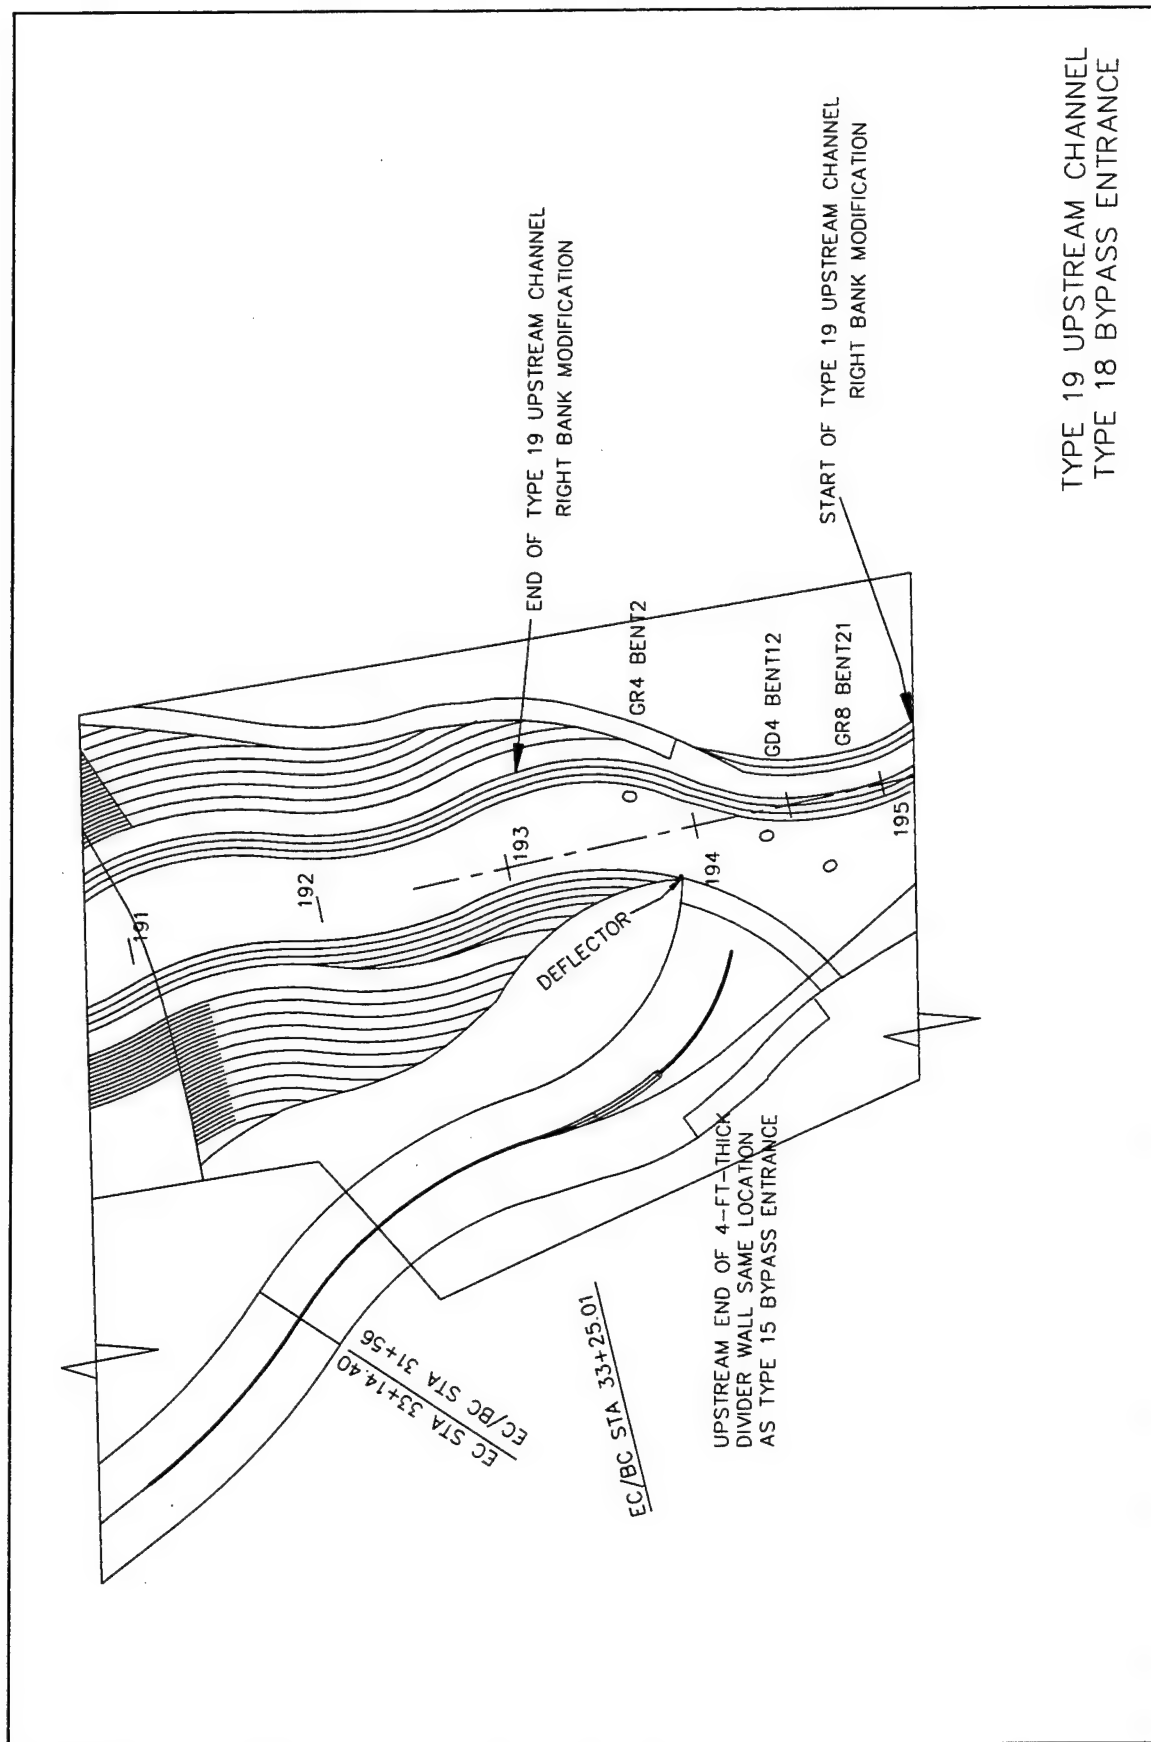 TYPE 19 UPSTREAM CHANNEL
TYPE 18 BYPASS ENTRANCE
END OF TYPE 19 UPSTREAM CHANNEL
RIGHT BANK MODIFICATION
START OF TYPE 19 UPSTREAM CHANNEL
RIGHT BANK MODIFICATION
GR4 BENT2
GD4 BENT12
GR8 BENT21
191
192
193
194
195
O
O
O
DEFLECTOR
UPSTREAM END OF 4-FT-THICK
DIVIDER WALL SAME LOCATION
AS TYPE 15 BYPASS ENTRANCE
EC STA 33+14.40
EC/BC STA 31+56
EC/BC STA 33+25.01